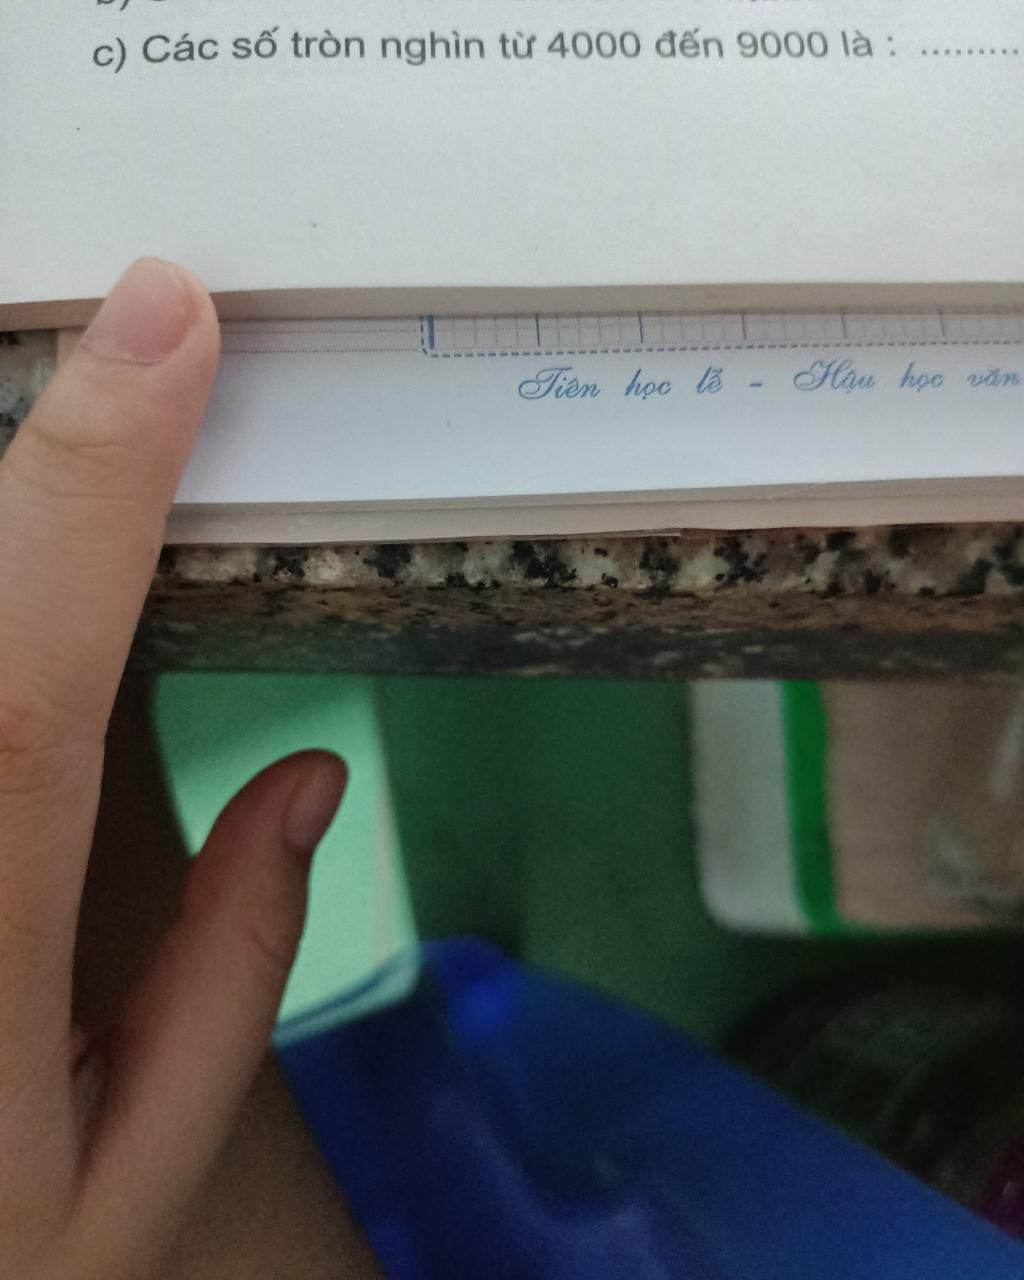 c) Các số tròn nghìn từ 4000 đến 9000 là : .........
Tiên học lễ - Hậu học văn